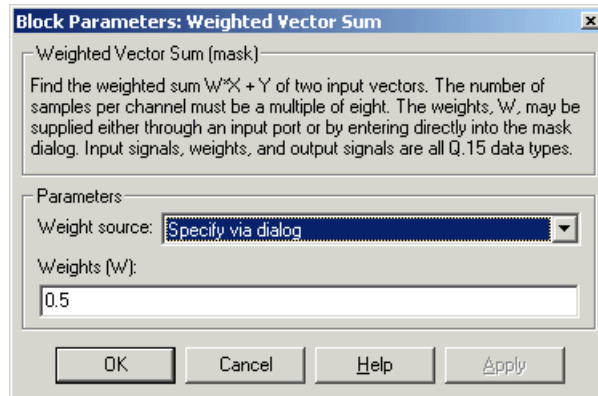 Block Parameters: Weighted Vector Sum
Weighted Vector Sum (mask)
Find the weighted sum W*X + Y of two input vectors. The number of
samples per channel must be a multiple of eight. The weights, W, may be
supplied either through an input port or by entering directly into the mask
dialog. Input signals, weights, and output signals are all Q.15 data types.
Parameters
Weight source: Specify via dialog
Weights (W):
0.5
OK Cancel Help Apply